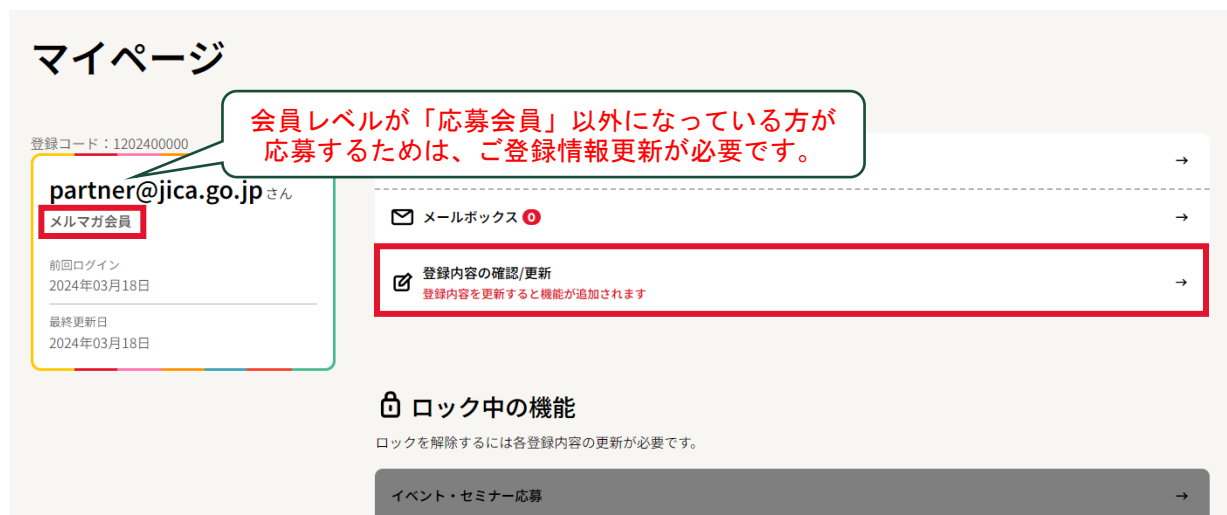 マイページ
会員レベルが「応募会員」以外になっている方が
応募するためは、ご登録情報更新が必要です。
登録コード：1202400000
partner@jica.go.jpさん
メルマガ会員
前回ログイン
2024年03月18日
最終更新日
2024年03月18日
→
メールボックス 0 →
登録内容の確認/更新 →
登録内容を更新すると機能が追加されます
ロック中の機能
ロックを解除するには各登録内容の更新が必要です。
イベント・セミナー応募 →